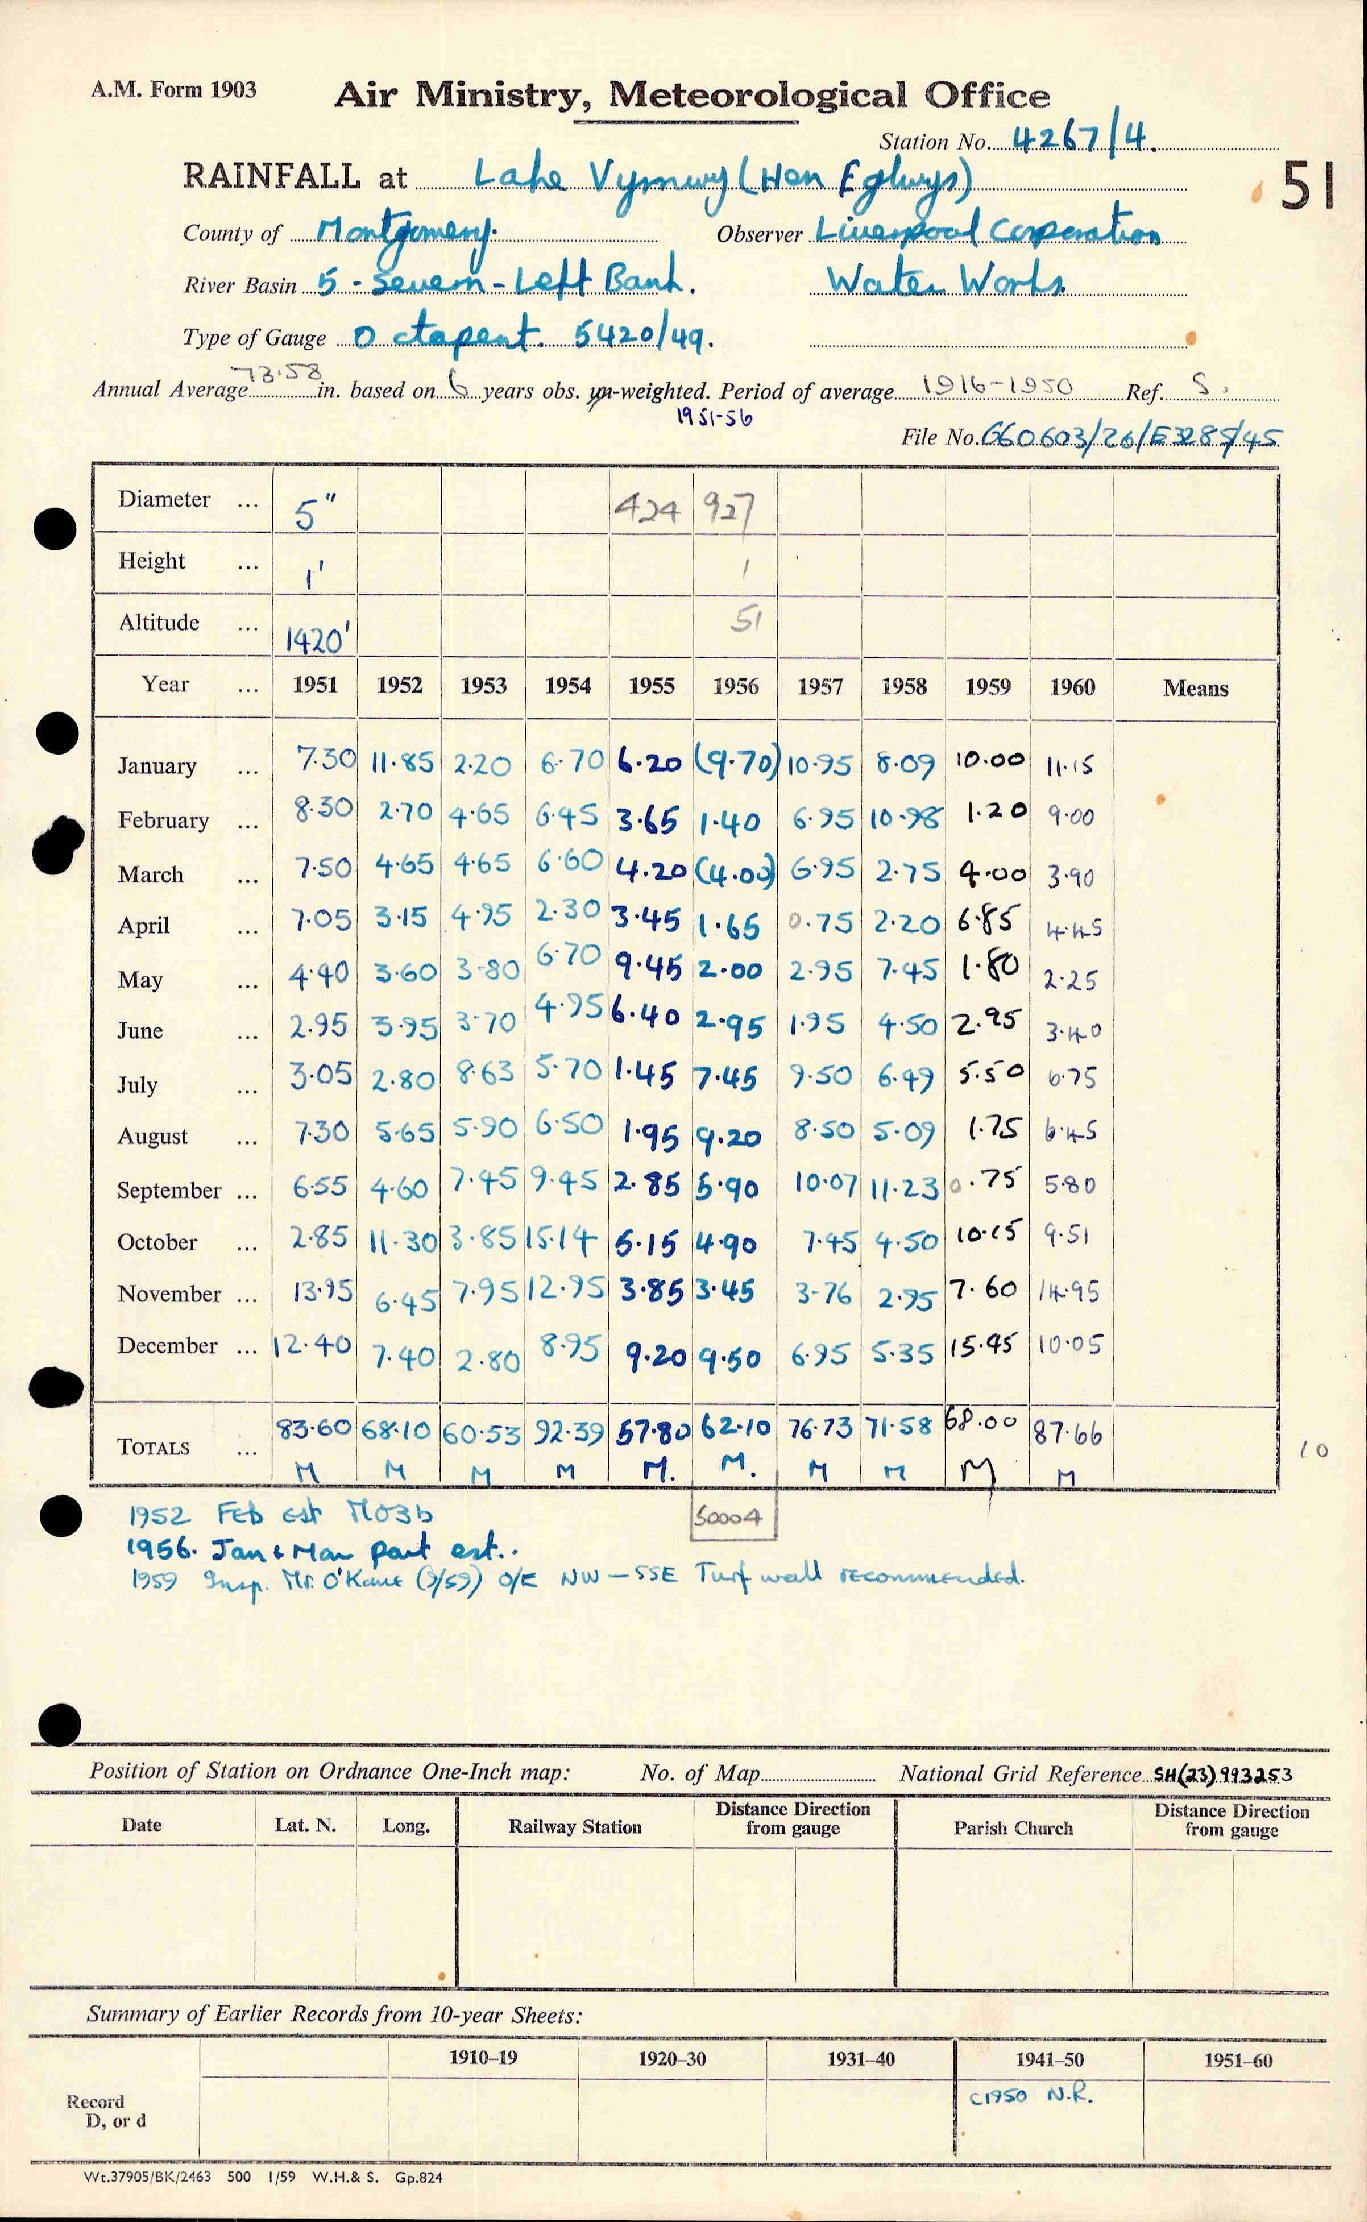 A.M. Form 1903 Air Ministry, Meteorological Office
Station No. 4267/4.
RAINFALL at Lake Vyrnwy (Hen Eglwys) 51
County of Montgomery. Observer Liverpool Corporation
River Basin 5 - Severn - Left Bank. Water Works
Type of Gauge Octapent. 5420/49.
Annual Average 73.58 in. based on 6 years obs. un-weighted. Period of average 1916-1950 Ref. S.
1951-56
File No. 660603/26/E3285/45
Diameter ... 5" 424 927
Height ... 1' 1
Altitude ... 1420' 51
Year ... 1951 1952 1953 1954 1955 1956 1957 1958 1959 1960 Means
January ... 7.30 11.85 2.20 6.70 6.20 (9.70) 10.95 8.09 10.00 11.15
February ... 8.30 2.70 4.65 6.45 3.65 1.40 6.95 10.98 1.20 9.00
March ... 7.50 4.65 4.65 6.60 4.20 (4.00) 6.95 2.75 4.00 3.90
April ... 7.05 3.15 4.95 2.30 3.45 1.65 0.75 2.20 6.85 4.45
May ... 4.40 3.60 3.80 6.70 9.45 2.00 2.95 7.45 1.80 2.25
June ... 2.95 3.95 3.70 4.95 6.40 2.95 1.95 4.50 2.95 3.40
July ... 3.05 2.80 8.63 5.70 1.45 7.45 9.50 6.49 5.50 6.75
August ... 7.30 5.65 5.90 6.50 1.95 9.20 8.50 5.09 1.75 6.45
September ... 6.55 4.60 7.45 9.45 2.85 5.90 10.07 11.23 0.75 5.80
October ... 2.85 11.30 3.85 15.14 5.15 4.90 7.45 4.50 10.15 9.51
November ... 13.95 6.45 7.95 12.95 3.85 3.45 3.76 2.95 7.60 14.95
December ... 12.40 7.40 2.80 8.95 9.20 9.50 6.95 5.35 15.45 10.05
TOTALS ... 83.60 68.10 60.53 92.39 57.80 62.10 76.73 71.58 68.00 87.66
M M M M M. M. M M M M
10
1952 Feb est MO3b 50004
1956. Jan & Mar part est..
1959 Insp. Mr. O'Kane (9/59) O/E NW - SSE Turf wall recommended.
Position of Station on Ordnance One-Inch map: No. of Map National Grid Reference SH(23)993253
Date Lat. N. Long. Railway Station Distance Direction from gauge Parish Church Distance Direction from gauge
Summary of Earlier Records from 10-year Sheets:
1910–19 1920–30 1931–40 1941–50 1951–60
Record D, or d c1950 N.R.
Wt.37905/BK/2463 500 1/59 W.H.& S. Gp.824